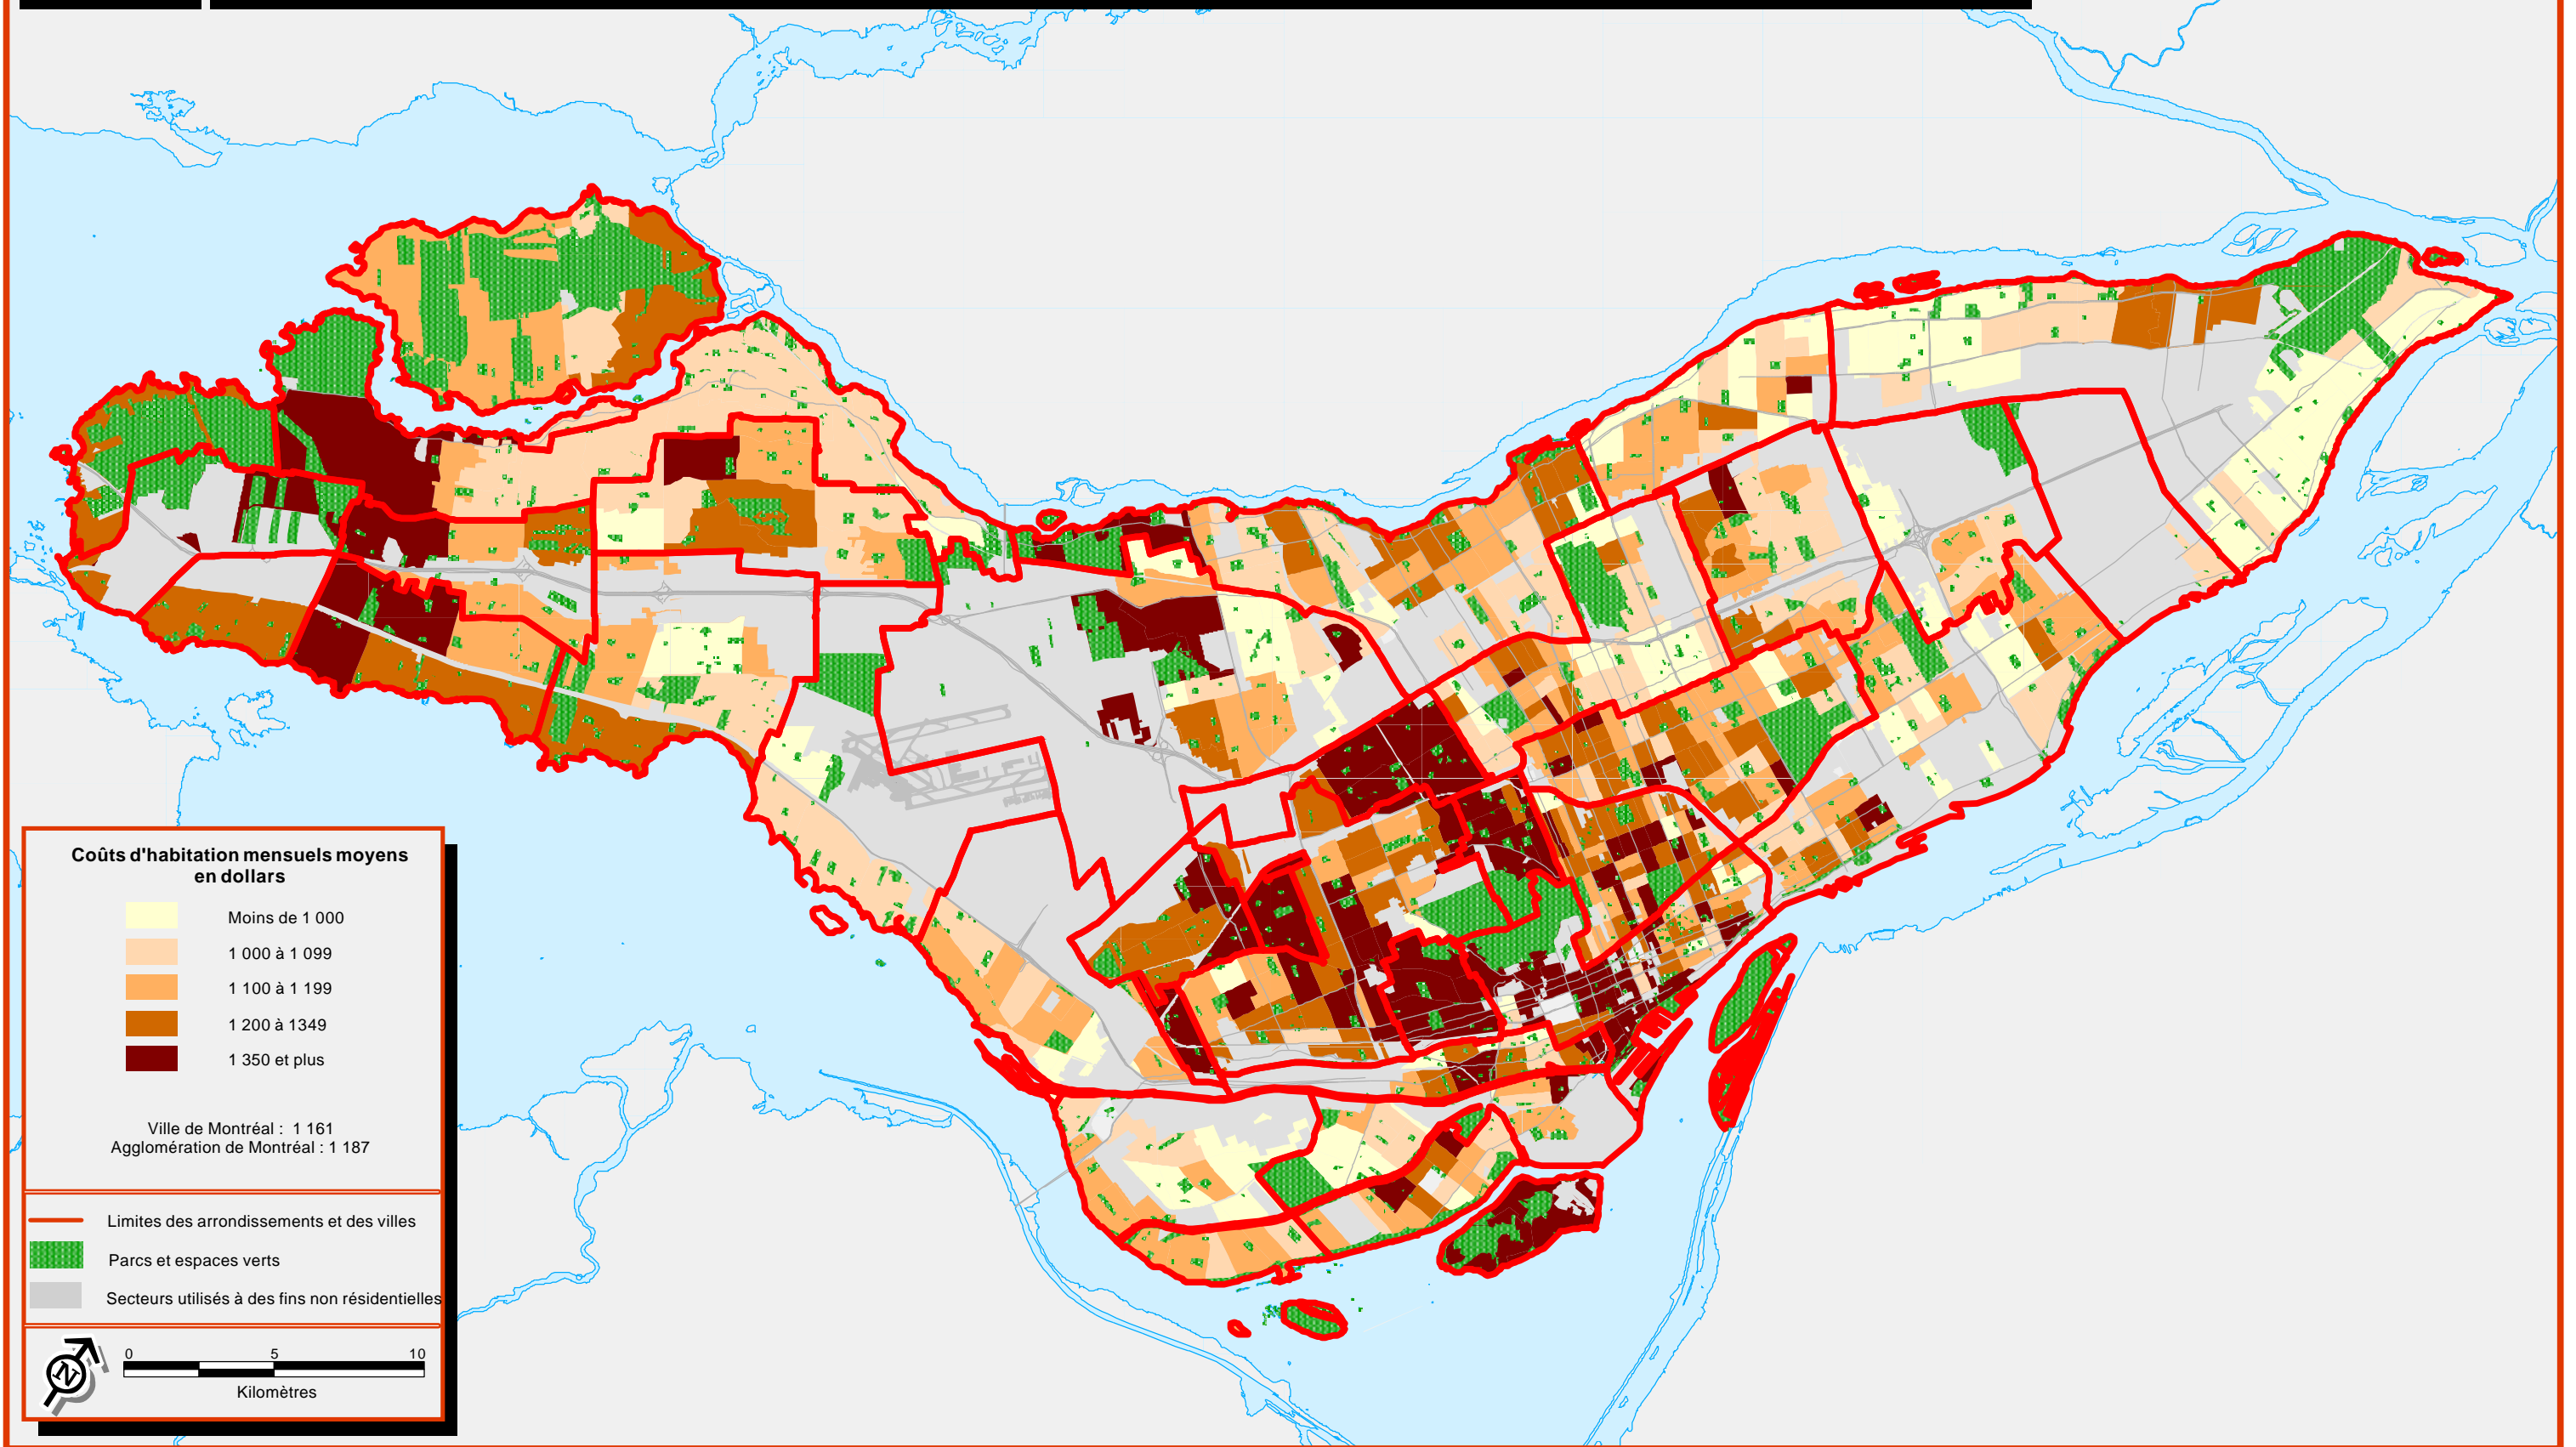 Coûts d'habitation mensuels moyens
en dollars
Moins de 1 000
1 000 à 1 099
1 100 à 1 199
1 200 à 1349
1 350 et plus
Ville de Montréal : 1 161
Agglomération de Montréal : 1 187
Limites des arrondissements et des villes
Parcs et espaces verts
Secteurs utilisés à des fins non résidentielles
N
0 5 10
Kilomètres